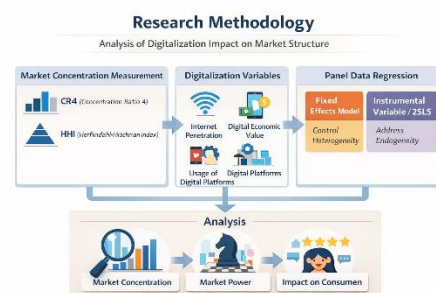 Research Methodology
Analysis of Digitalization Impact on Market Structure
Market Concentration Measurement
CR4 (Concentration Ratio 4)
HHI (Herfindahl-Hirschman Index)
Digitalization Variables
Internet
Penetration
Digital Economic
Value
Usage of
Digital Platforms
Digital Platforms
Panel Data Regression
Fixed
Effects Model
Control
Heterogeneity
Instrumental
Variable / 2SLS
Address
Endogeneity
Analysis
Market Concentration
Market Power
Impact on Consumen